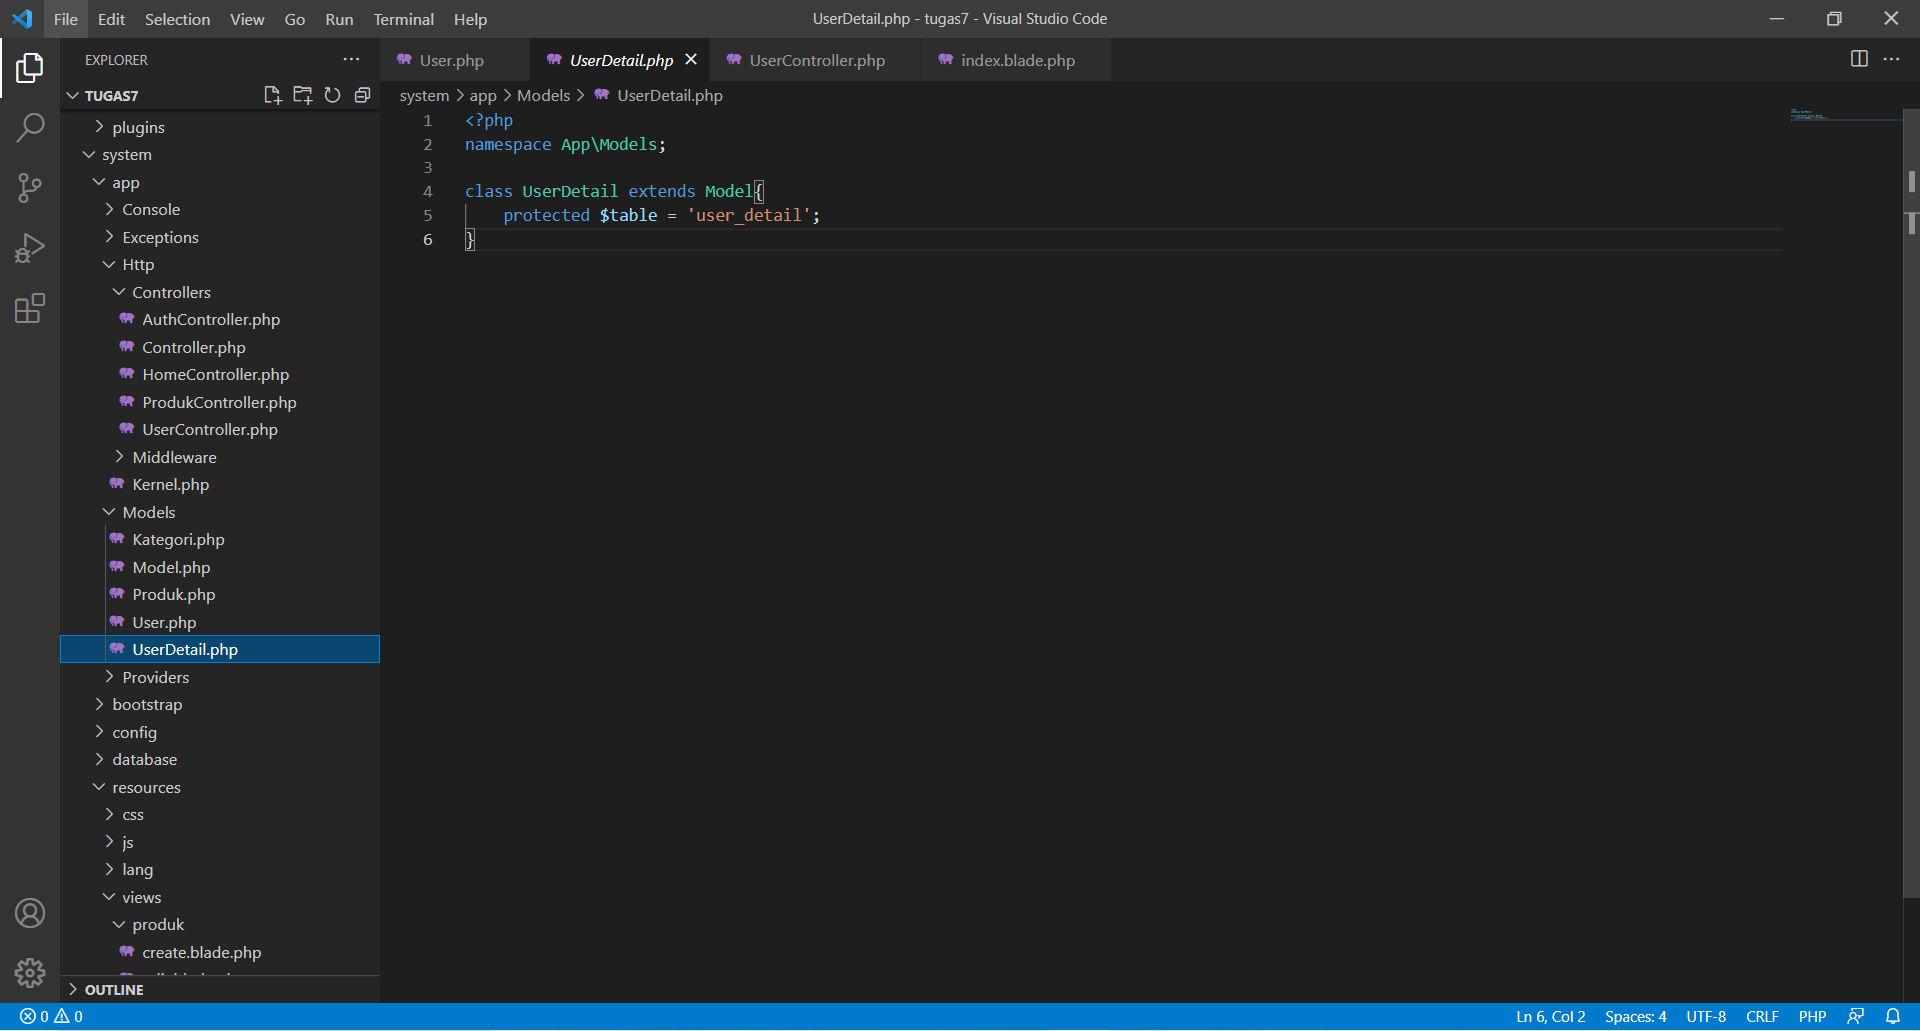 File Edit Selection View Go Run Terminal Help
UserDetail.php - tugas7 - Visual Studio Code
EXPLORER
User.php
UserDetail.php
UserController.php
index.blade.php
TUGAS7
system > app > Models > UserDetail.php
plugins
system
app
Console
Exceptions
Http
Controllers
AuthController.php
Controller.php
HomeController.php
ProdukController.php
UserController.php
Middleware
Kernel.php
Models
Kategori.php
Model.php
Produk.php
User.php
UserDetail.php
Providers
bootstrap
config
database
resources
css
js
lang
views
produk
create.blade.php
OUTLINE
1 <?php
2 namespace App\Models;
3
4 class UserDetail extends Model{
5 protected $table = 'user_detail';
6 }
0 0
Ln 6, Col 2 Spaces: 4 UTF-8 CRLF PHP